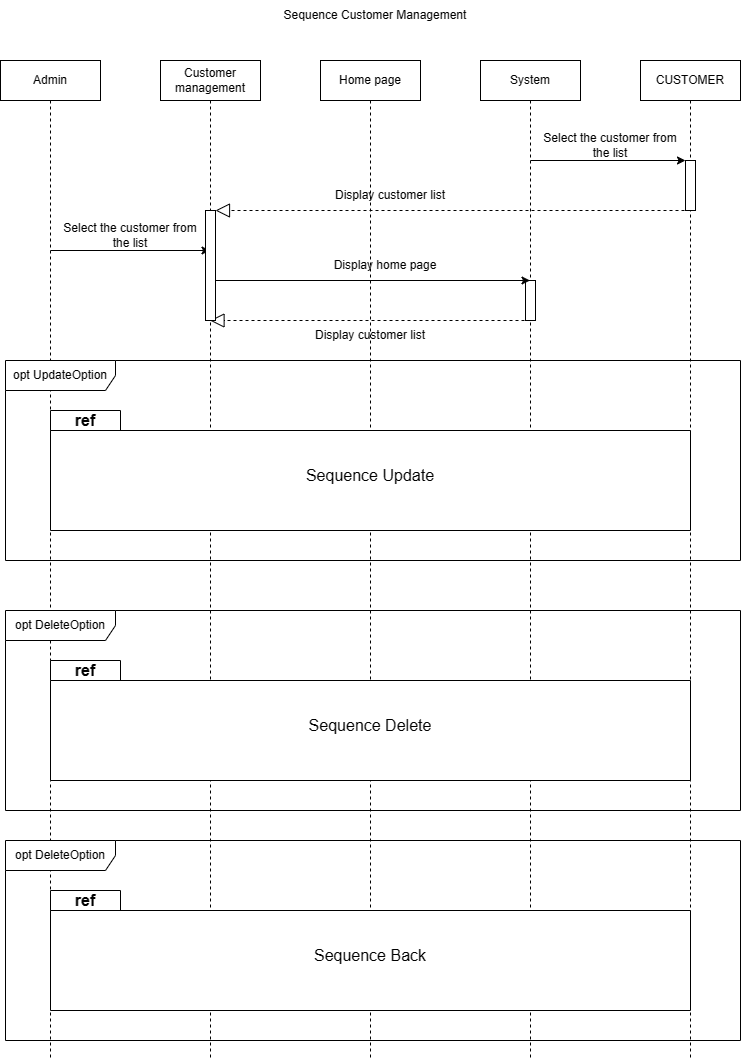 Sequence Customer Management
Admin
Customer
management
Home page
System
CUSTOMER
Select the customer from
the list
Display customer list
Select the customer from
the list
Display home page
Display customer list
opt UpdateOption
ref
Sequence Update
opt DeleteOption
ref
Sequence Delete
opt DeleteOption
ref
Sequence Back